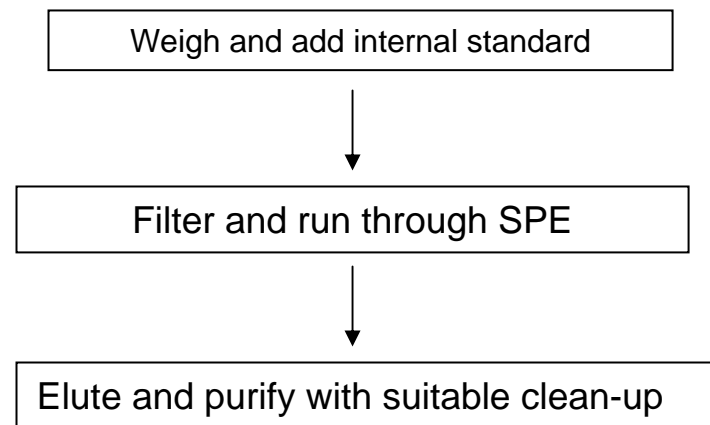 Weigh and add internal standard
Filter and run through SPE
Elute and purify with suitable clean-up